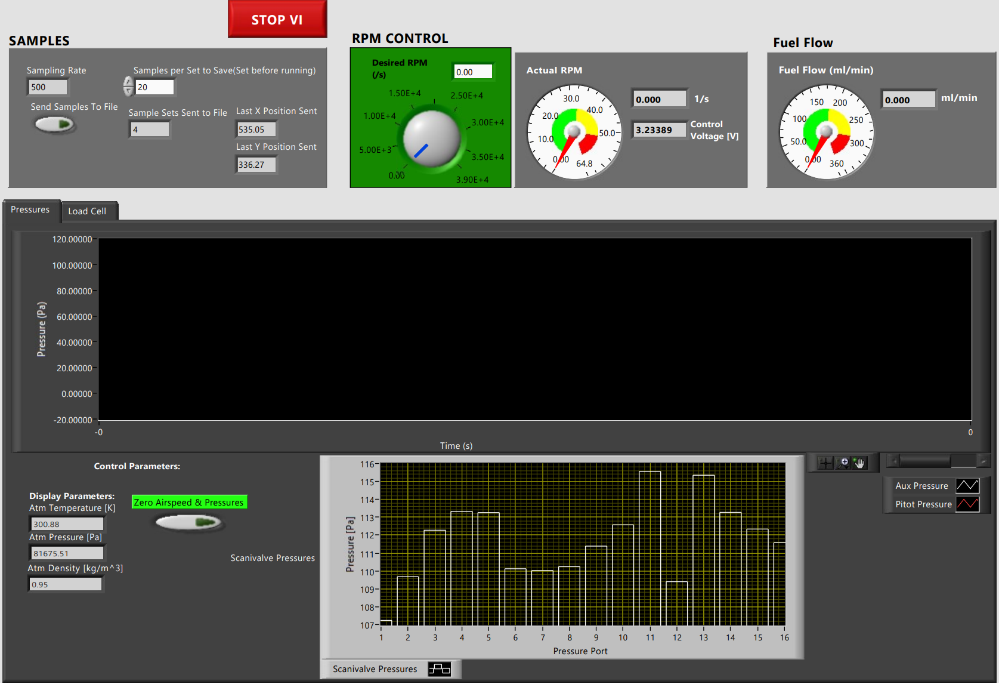 STOP VI
SAMPLES
Sampling Rate
500
Samples per Set to Save(Set before running)
20
Send Samples To File
Sample Sets Sent to File
4
Last X Position Sent
535.05
Last Y Position Sent
336.27
RPM CONTROL
Desired RPM
(/s)
0.00
0.00
5.00E+3
1.00E+4
1.50E+4
2.50E+4
3.00E+4
3.50E+4
3.90E+4
Actual RPM
0.00
10.0
20.0
30.0
40.0
50.0
64.8
0.000
1/s
3.23389
Control
Voltage [V]
Fuel Flow
Fuel Flow (ml/min)
0.00
50.0
100
150
200
250
300
360
0.000
ml/min
Pressures
Load Cell
Pressure (Pa)
120.00000
100.00000
80.00000
60.00000
40.00000
20.00000
0.00000
-20.00000
-0
0
Time (s)
Control Parameters:
Display Parameters:
Atm Temperature [K]
300.88
Atm Pressure [Pa]
81675.51
Atm Density [kg/m^3]
0.95
Zero Airspeed & Pressures
Scanivalve Pressures
Pressure [Pa]
116
115
114
113
112
111
110
109
108
107
1 2 3 4 5 6 7 8 9 10 11 12 13 14 15 16
Pressure Port
Scanivalve Pressures
Aux Pressure
Pitot Pressure